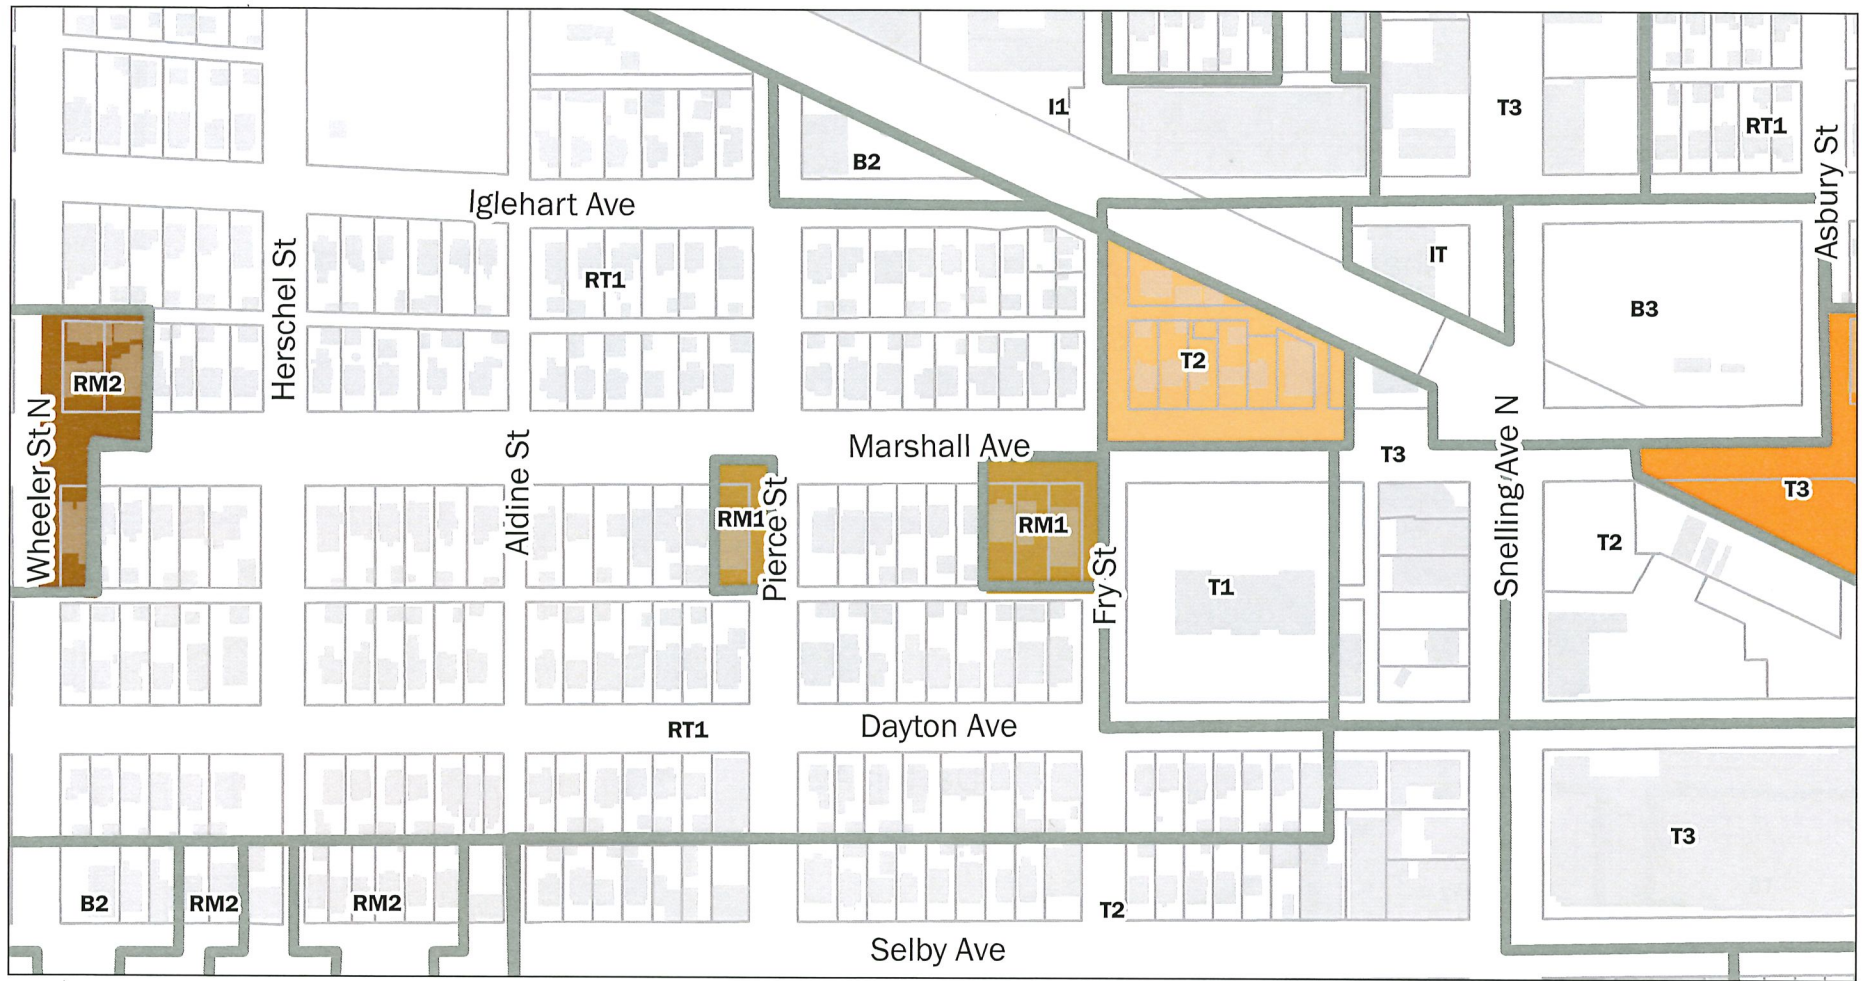 I1
T3
RT1
B2
Asbury St
Iglehart Ave
Herschel St
RT1
IT
B3
T2
RM2
Wheeler St N
Aldine St
Marshall Ave
T3
Snelling Ave N
T3
RM1
Pierce St
RM1
Fry St
T2
T1
RT1
Dayton Ave
T3
B2
RM2
RM2
T2
Selby Ave